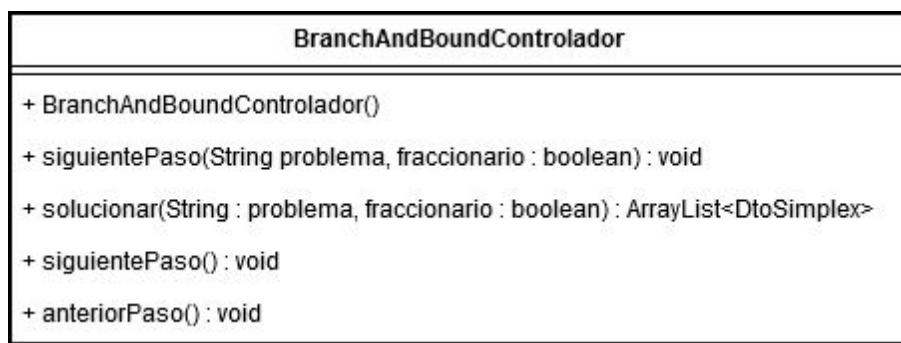 BranchAndBoundControlador
+ BranchAndBoundControlador()
+ siguientePaso(String problema, fraccionario : boolean) : void
+ solucionar(String : problema, fraccionario : boolean) : ArrayList<DtoSimplex>
+ siguientePaso() : void
+ anteriorPaso() : void